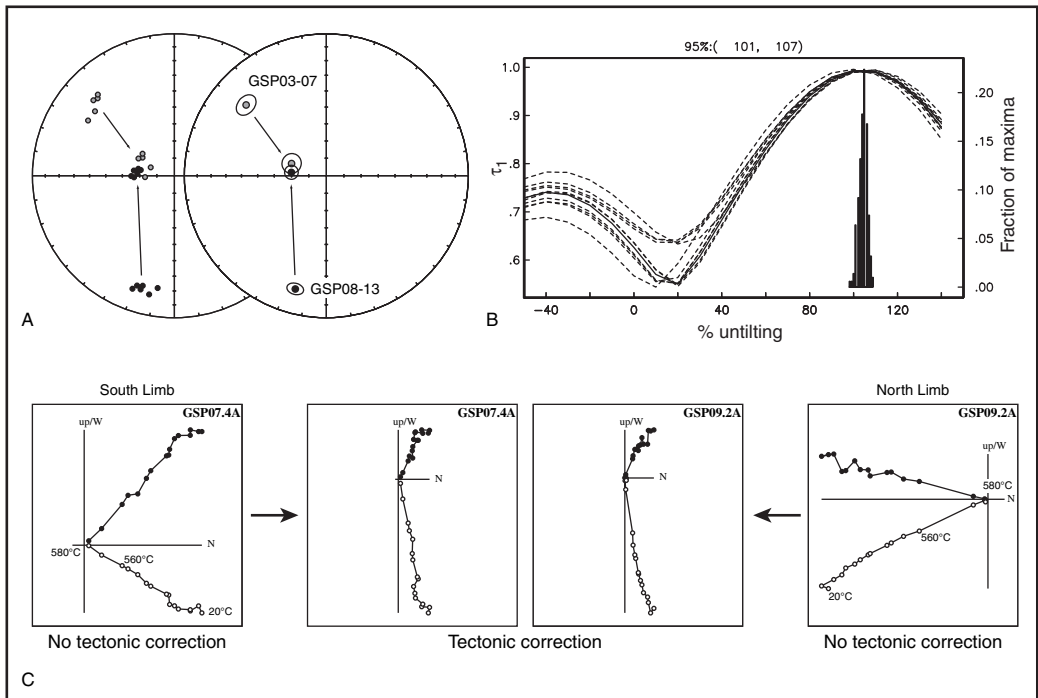 GSP03-07
GSP08-13
A
95%:( 101, 107)
1.0
.9
.8
.7
.6
τ1
.20
.15
.10
.05
.00
Fraction of maxima
-40
0
40
80
120
% untilting
B
South Limb
GSP07.4A
up/W
N
580°C
560°C
20°C
No tectonic correction
GSP07.4A
up/W
N
GSP09.2A
up/W
N
Tectonic correction
North Limb
GSP09.2A
up/W
580°C
N
560°C
20°C
No tectonic correction
C